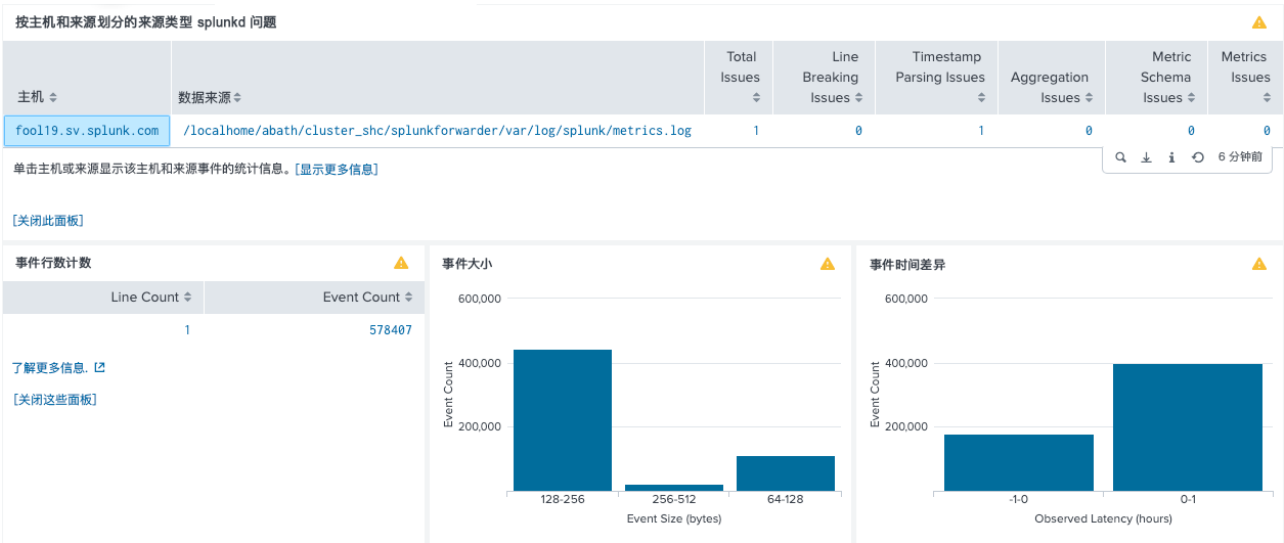 按主机和来源划分的来源类型 splunkd 问题
主机 数据来源 Total Issues Line Breaking Issues Timestamp Parsing Issues Aggregation Issues Metric Schema Issues Metrics Issues
fool19.sv.splunk.com /localhome/abath/cluster_shc/splunkforwarder/var/log/splunk/metrics.log 1 0 1 0 0 0
6 分钟前
单击主机或来源显示该主机和来源事件的统计信息。[显示更多信息]
[关闭此面板]
事件行数计数
Line Count Event Count
1 578407
了解更多信息.
[关闭这些面板]
事件大小
Event Count
600,000
400,000
200,000
128-256 256-512 64-128
Event Size (bytes)
事件时间差异
Event Count
600,000
400,000
200,000
-1-0 0-1
Observed Latency (hours)